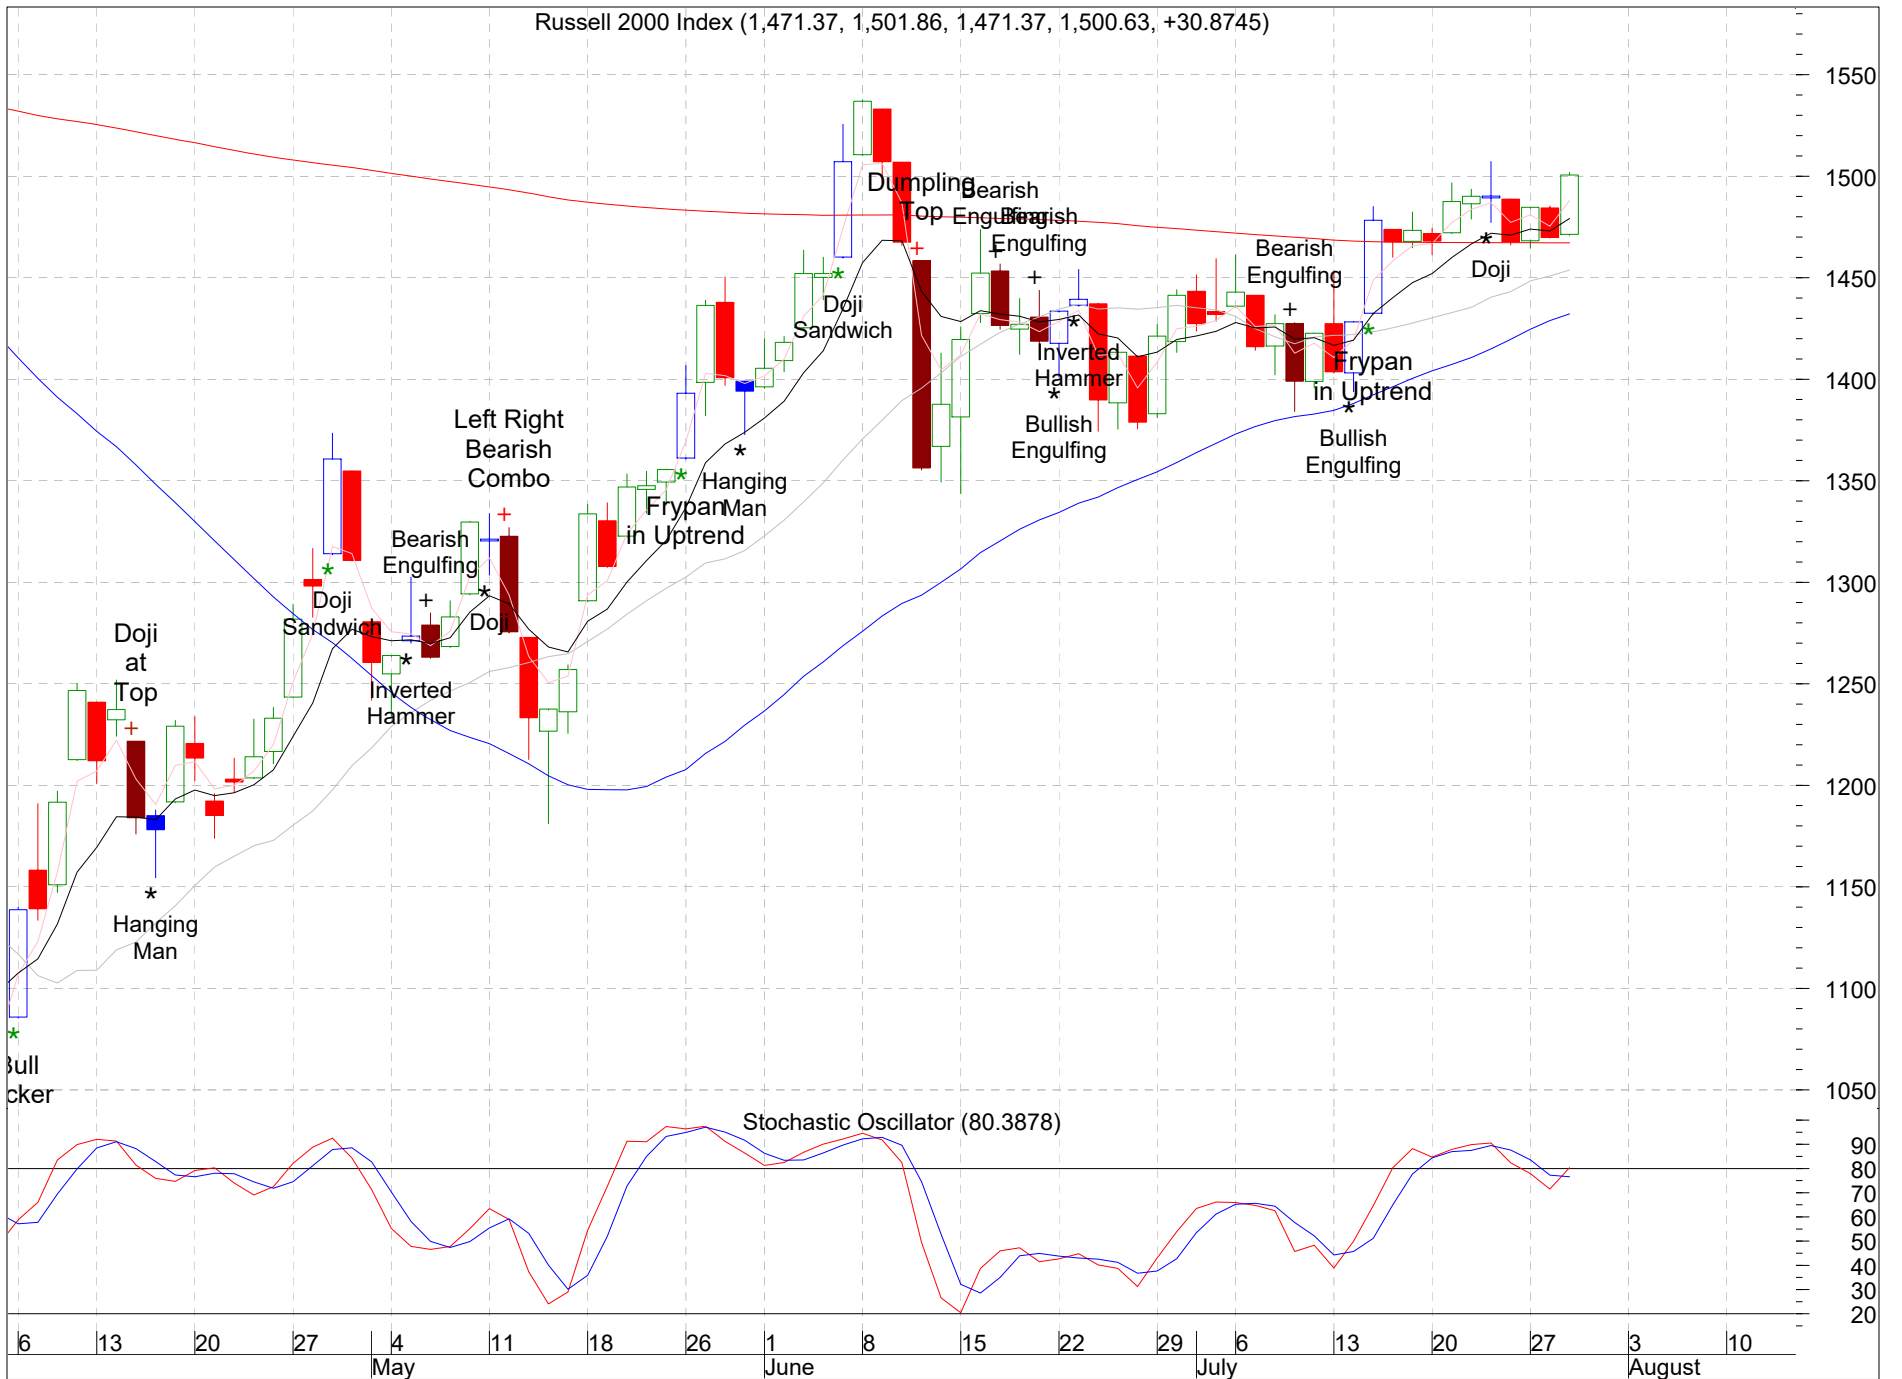 Russell 2000 Index (1,471.37, 1,501.86, 1,471.37, 1,500.63, +30.8745)
1550
1500
1450
1400
1350
1300
1250
1200
1150
1100
1050
Dumpling
Top
Bearish
Engulfing
Bearish
Engulfing
Bearish
Engulfing
Doji
Doji
Sandwich
Inverted
Hammer
Frypan
in Uptrend
Bullish
Engulfing
Bullish
Engulfing
Left Right
Bearish
Combo
Hanging
Man
Frypan
in Uptrend
Bearish
Engulfing
Doji
Sandwich
Doji
Doji
at
Top
Inverted
Hammer
Hanging
Man
Bull
cker
Stochastic Oscillator (80.3878)
90
80
70
60
50
40
30
20
6 13 20 27 4 11 18 26 1 8 15 22 29 6 13 20 27 3 10
May June July August